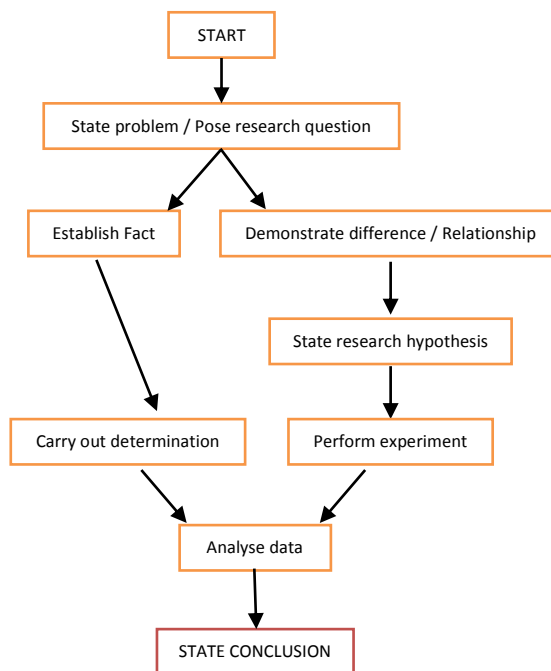 START
State problem / Pose research question
Establish Fact
Demonstrate difference / Relationship
State research hypothesis
Carry out determination
Perform experiment
Analyse data
STATE CONCLUSION